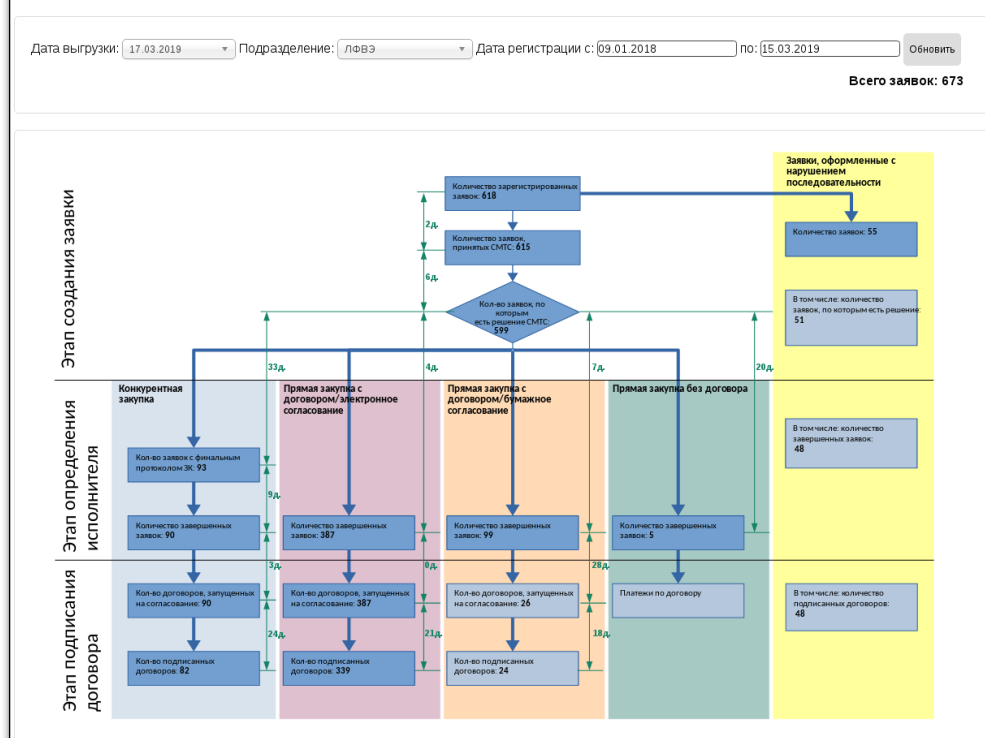 Дата выгрузки: 17.03.2019 Подразделение: ЛФВЭ Дата регистрации с: 09.01.2018 по: 15.03.2019 Обновить
Всего заявок: 673
Этап создания заявки
Количество зарегистрированных
заявок: 618
2д.
Количество заявок,
принятых СМТС: 615
6д.
Кол-во заявок, по
которым
есть решение СМТС:
599
Заявки, оформленные с
нарушением
последовательности
Количество заявок: 55
В том числе: количество
заявок, по которым есть решение:
51
33д.
4д.
7д.
20д.
Этап определения
исполнителя
Конкурентная
закупка
Кол-во заявок с финальным
протоколом ЗК: 93
9д.
Количество завершенных
заявок: 90
Прямая закупка с
договором/электронное
согласование
Количество завершенных
заявок: 387
Прямая закупка с
договором/бумажное
согласование
Количество завершенных
заявок: 99
Прямая закупка без договора
Количество завершенных
заявок: 5
В том числе: количество
завершенных заявок:
48
Этап подписания
договора
3д.
Кол-во договоров, запущенных
на согласование: 90
24д.
Кол-во подписанных
договоров: 82
0д.
Кол-во договоров, запущенных
на согласование: 387
21д.
Кол-во подписанных
договоров: 339
28д.
Кол-во договоров, запущенных
на согласование: 26
18д.
Кол-во подписанных
договоров: 24
Платежи по договору
В том числе: количество
подписанных договоров:
48